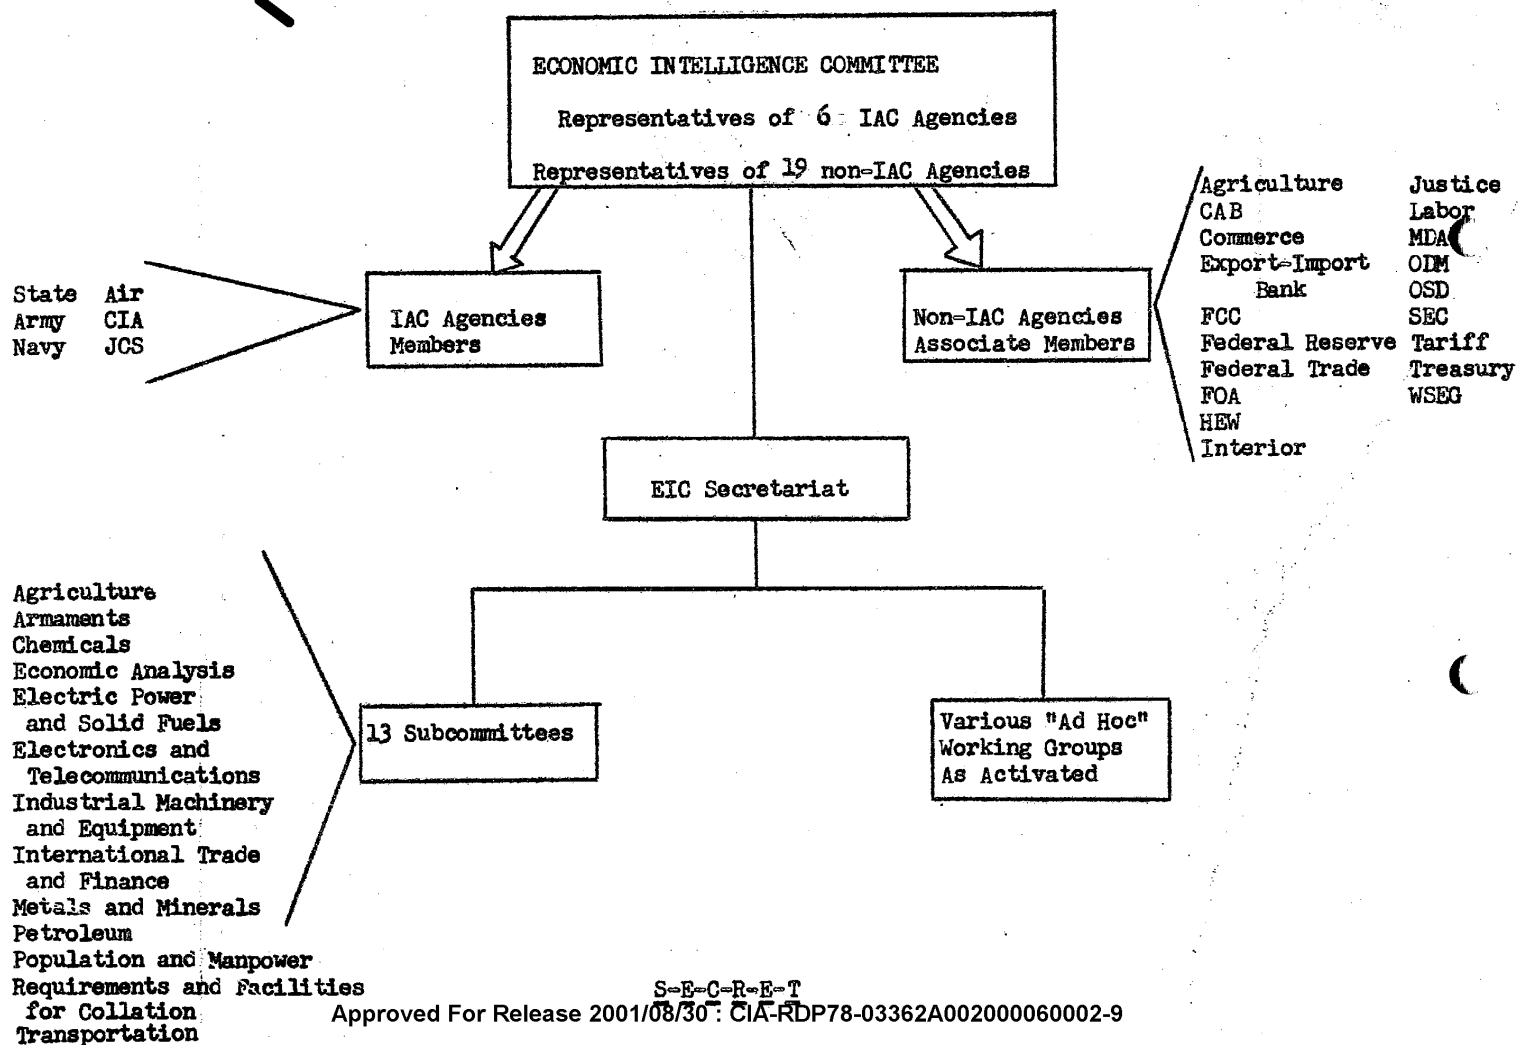 ECONOMIC INTELLIGENCE COMMITTEE
Representatives of 6 IAC Agencies
Representatives of 19 non-IAC Agencies
State Air
Army CIA
Navy JCS
IAC Agencies
Members
Non-IAC Agencies
Associate Members
Agriculture
CAB
Commerce
Export-Import
Bank
FCC
Federal Reserve
Federal Trade
FOA
HEW
Interior
Justice
Labor
MDA
ODM
OSD
SEC
Tariff
Treasury
WSEG
EIC Secretariat
Agriculture
Armaments
Chemicals
Economic Analysis
Electric Power
and Solid Fuels
Electronics and
Telecommunications
Industrial Machinery
and Equipment
International Trade
and Finance
Metals and Minerals
Petroleum
Population and Manpower
Requirements and Facilities
for Collation
Transportation
13 Subcommittees
Various "Ad Hoc"
Working Groups
As Activated
S-E-C-R-E-T
Approved For Release 2001/08/30 : CIA-RDP78-03362A002000060002-9